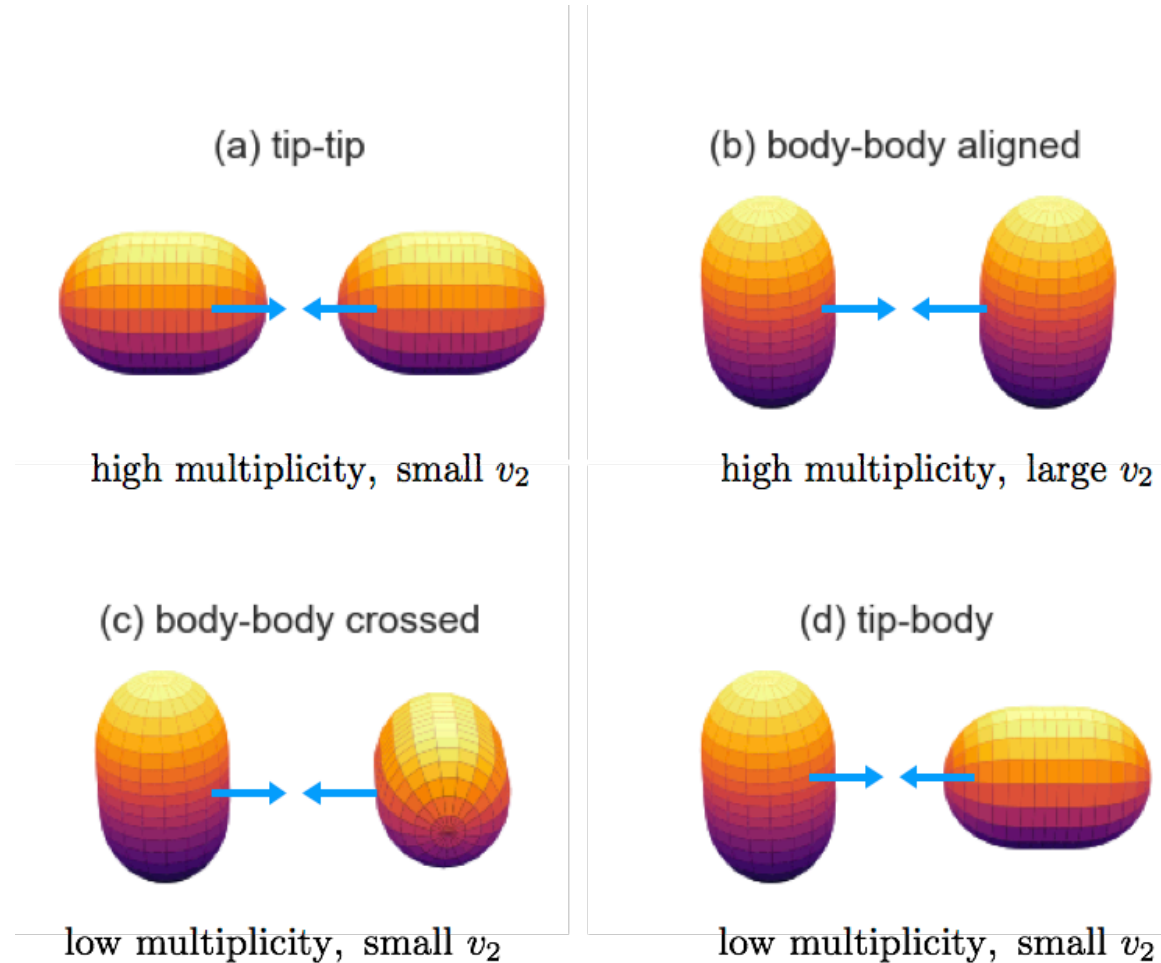 (a) tip-tip
high multiplicity, small v₂
(b) body-body aligned
high multiplicity, large v₂
(c) body-body crossed
low multiplicity, small v₂
(d) tip-body
low multiplicity, small v₂